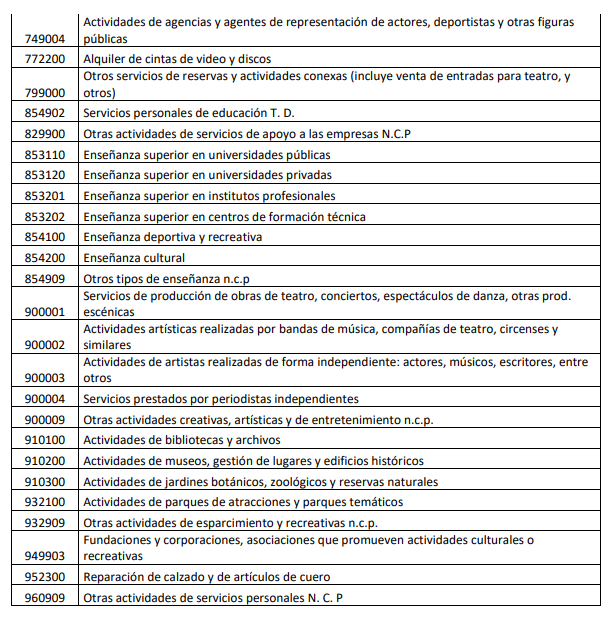 Actividades de agencias y agentes de representación de actores, deportistas y otras figuras
749004 públicas
772200 Alquiler de cintas de video y discos
Otros servicios de reservas y actividades conexas (incluye venta de entradas para teatro, y
799000 otros)
854902 Servicios personales de educación T. D.
829900 Otras actividades de servicios de apoyo a las empresas N.C.P
853110 Enseñanza superior en universidades públicas
853120 Enseñanza superior en universidades privadas
853201 Enseñanza superior en institutos profesionales
853202 Enseñanza superior en centros de formación técnica
854100 Enseñanza deportiva y recreativa
854200 Enseñanza cultural
854909 Otros tipos de enseñanza n.c.p
Servicios de producción de obras de teatro, conciertos, espectáculos de danza, otras prod.
900001 escénicas
Actividades artísticas realizadas por bandas de música, compañías de teatro, circenses y
900002 similares
Actividades de artistas realizadas de forma independiente: actores, músicos, escritores, entre
900003 otros
900004 Servicios prestados por periodistas independientes
900009 Otras actividades creativas, artísticas y de entretenimiento n.c.p.
910100 Actividades de bibliotecas y archivos
910200 Actividades de museos, gestión de lugares y edificios históricos
910300 Actividades de jardines botánicos, zoológicos y reservas naturales
932100 Actividades de parques de atracciones y parques temáticos
932909 Otras actividades de esparcimiento y recreativas n.c.p.
Fundaciones y corporaciones, asociaciones que promueven actividades culturales o
949903 recreativas
952300 Reparación de calzado y de artículos de cuero
960909 Otras actividades de servicios personales N. C. P